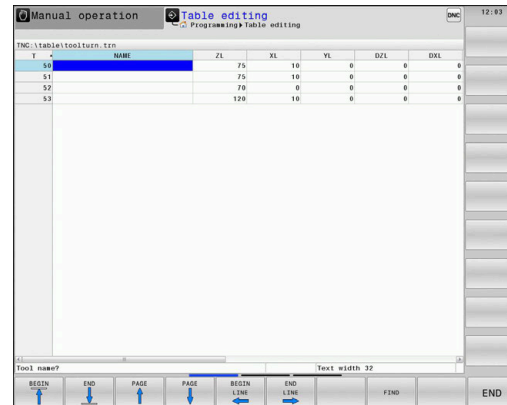 Manual operation
Table editing
Programming Table editing
DNC
12:03
TNC:\table\toolturn.trn
T NAME ZL XL YL DZL DXL
50 75 10 0 0 0
51 75 10 0 0 0
52 70 0 0 0 0
53 120 10 0 0 0
Tool name? Text width 32
BEGIN END PAGE PAGE BEGIN LINE END LINE FIND END